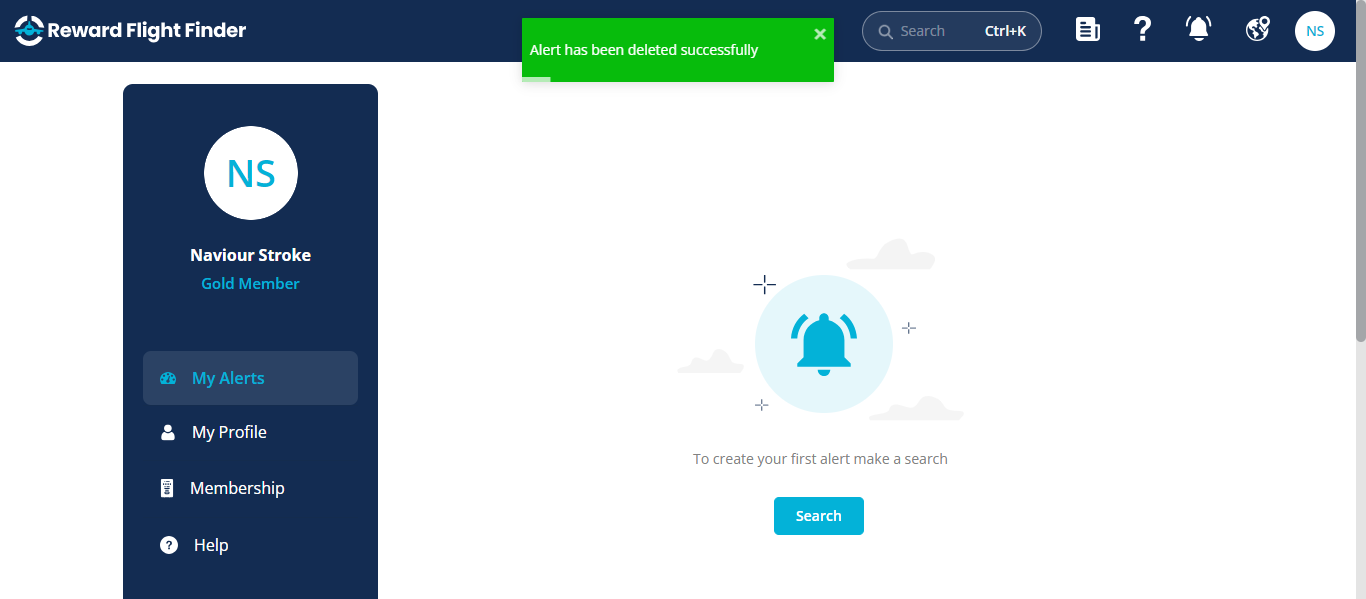 Reward Flight Finder
Alert has been deleted successfully
×
Search Ctrl+K
NS
NS
Naviour Stroke
Gold Member
My Alerts
My Profile
Membership
Help
To create your first alert make a search
Search